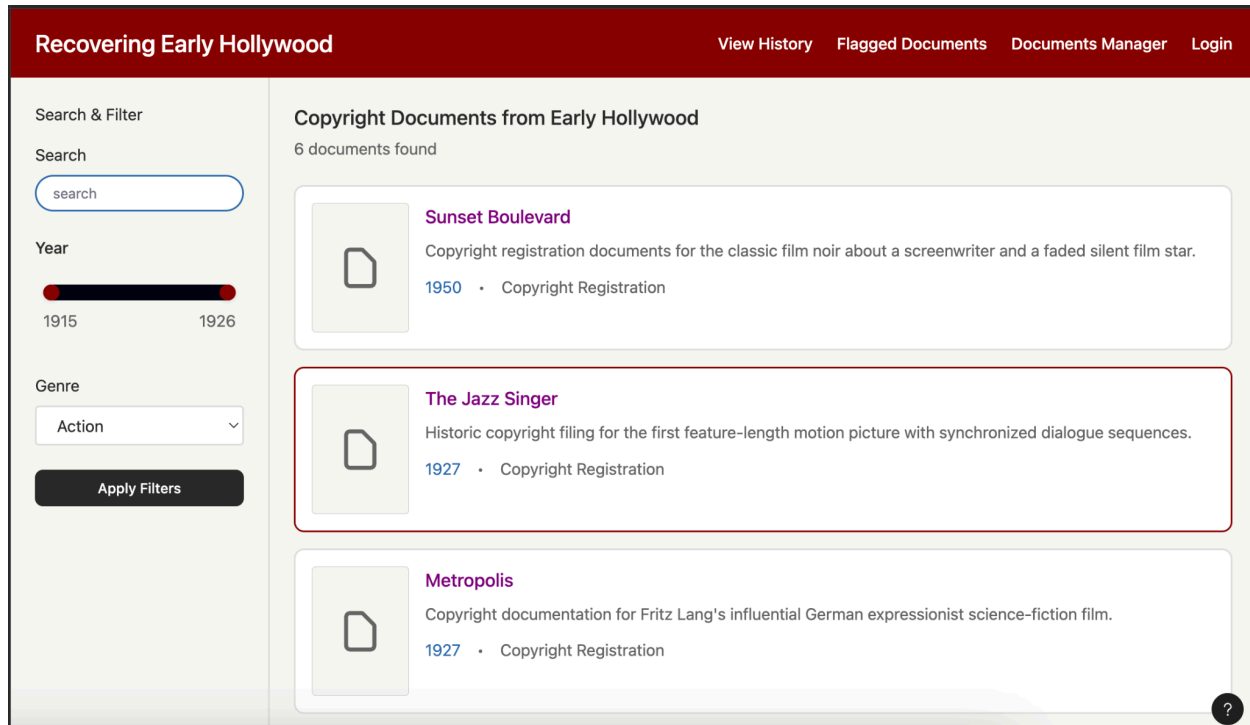 Recovering Early Hollywood
View History Flagged Documents Documents Manager Login
Search & Filter
Search
search
Year
1915 1926
Genre
Action
Apply Filters
Copyright Documents from Early Hollywood
6 documents found
Sunset Boulevard
Copyright registration documents for the classic film noir about a screenwriter and a faded silent film star.
1950 • Copyright Registration
The Jazz Singer
Historic copyright filing for the first feature-length motion picture with synchronized dialogue sequences.
1927 • Copyright Registration
Metropolis
Copyright documentation for Fritz Lang's influential German expressionist science-fiction film.
1927 • Copyright Registration
?